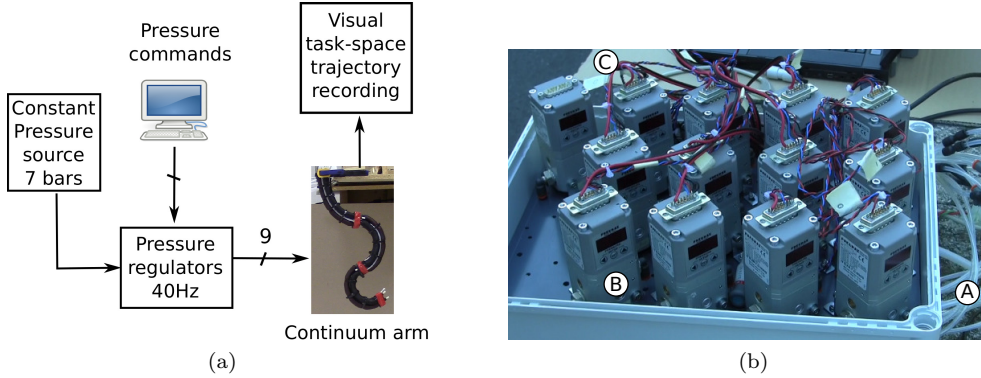 Pressure
commands
Constant
Pressure
source
7 bars
Visual
task-space
trajectory
recording
Pressure
regulators
40Hz
9
Continuum arm
(a)
C
B
A
(b)